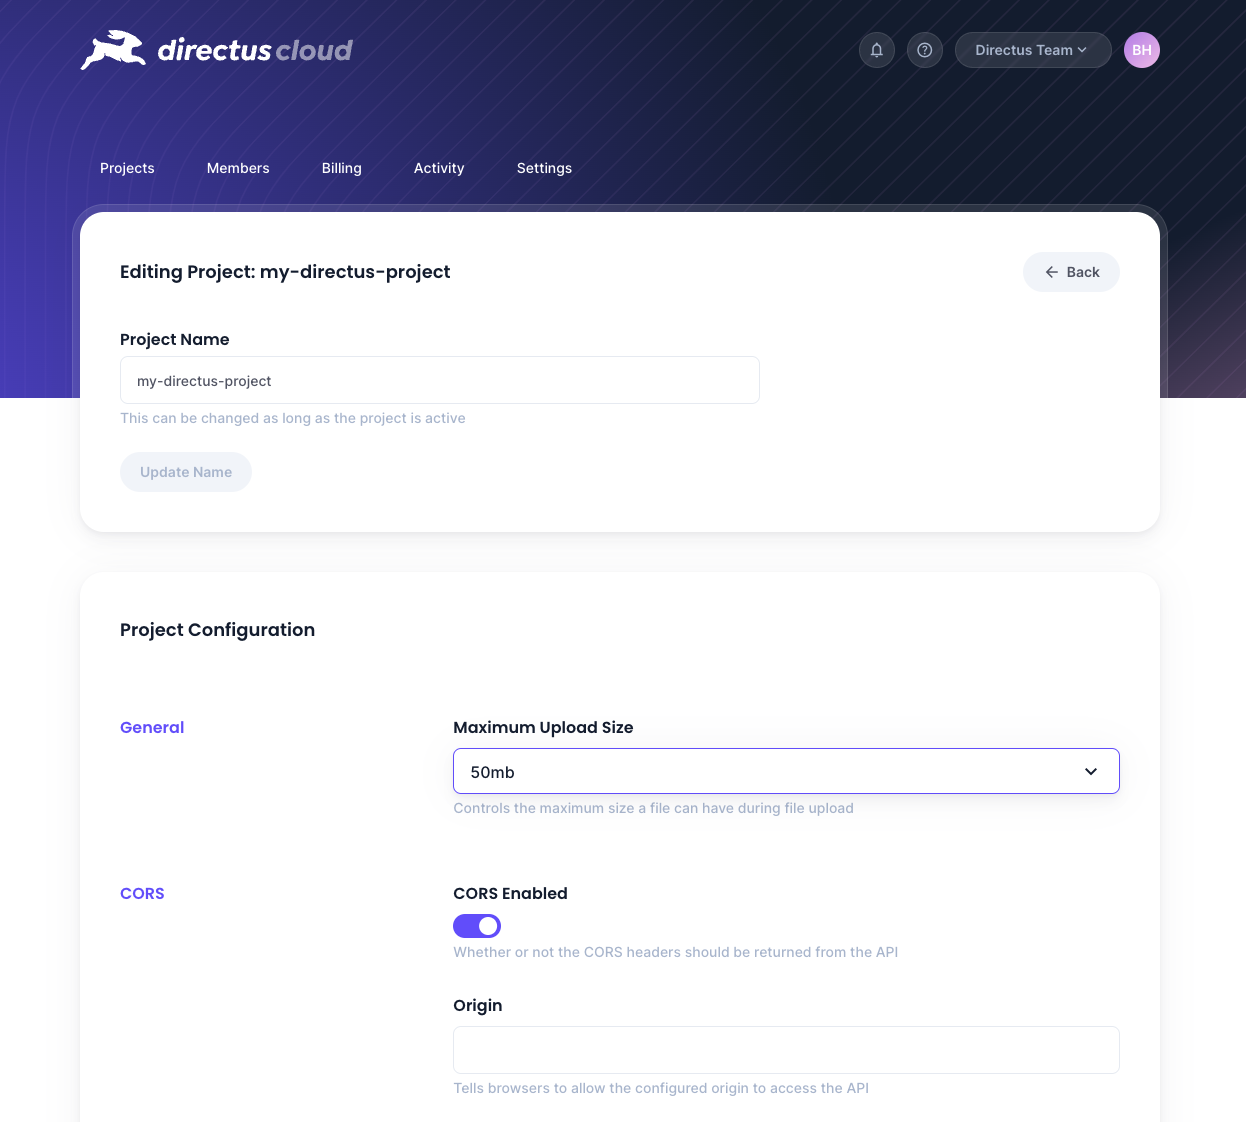 directus cloud
Directus Team
BH
Projects
Members
Billing
Activity
Settings
Editing Project: my-directus-project
Back
Project Name
my-directus-project
This can be changed as long as the project is active
Update Name
Project Configuration
General
Maximum Upload Size
50mb
Controls the maximum size a file can have during file upload
CORS
CORS Enabled
Whether or not the CORS headers should be returned from the API
Origin
Tells browsers to allow the configured origin to access the API